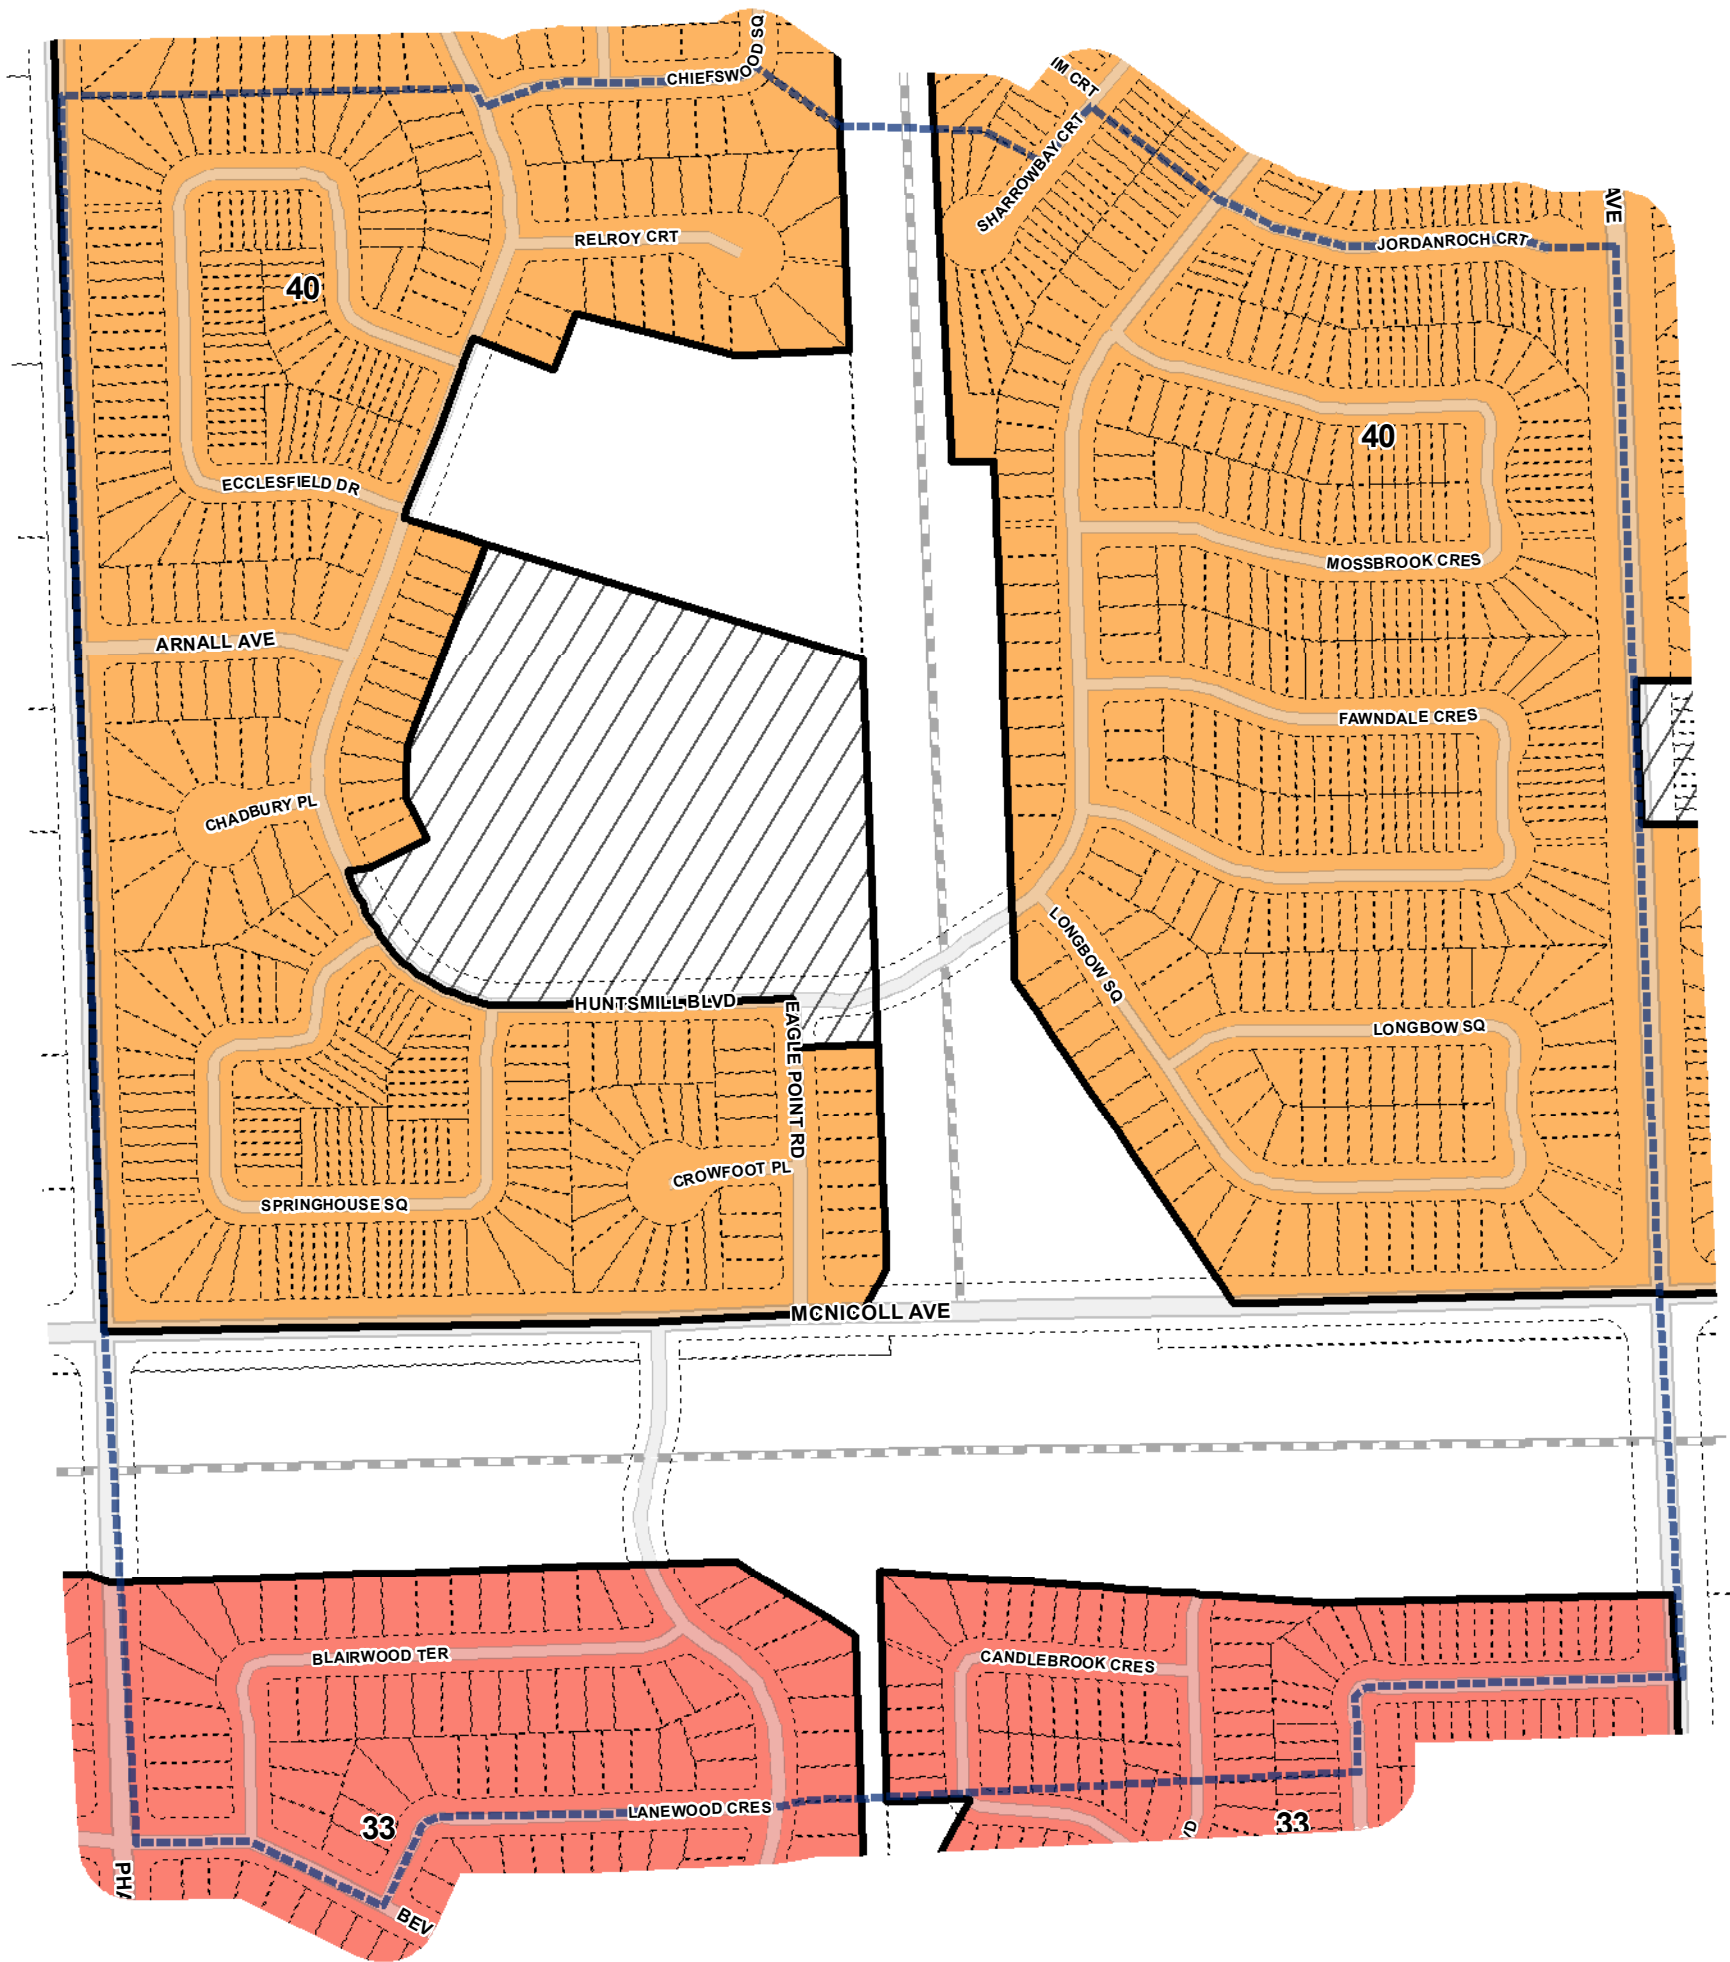 CHIEFSWOOD SQ
IM CRT
SHARROWBAY CRT
AVE
RELROY CRT
JORDANROCH CRT
40
40
ECCLESFIELD DR
MOSSBROOK CRES
ARNALL AVE
FAWNDALE CRES
CHADBURY PL
LONGBOW SQ
HUNTSMILL BLVD
EAGLE POINT RD
LONGBOW SQ
CROWFOOT PL
SPRINGHOUSE SQ
MCNICOLL AVE
BLAIRWOOD TER
CANDLEBROOK CRES
LANEWOOD CRES
33
33
VD
PHA
BEV